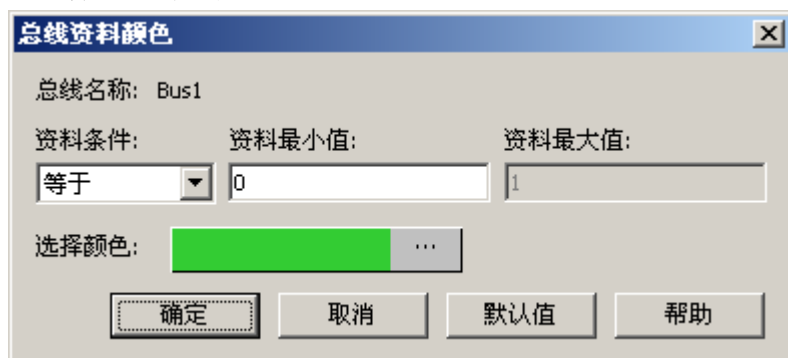 总线资料颜色
总线名称: Bus1
资料条件: 资料最小值: 资料最大值:
等于 0 1
选择颜色: ...
确定 取消 默认值 帮助